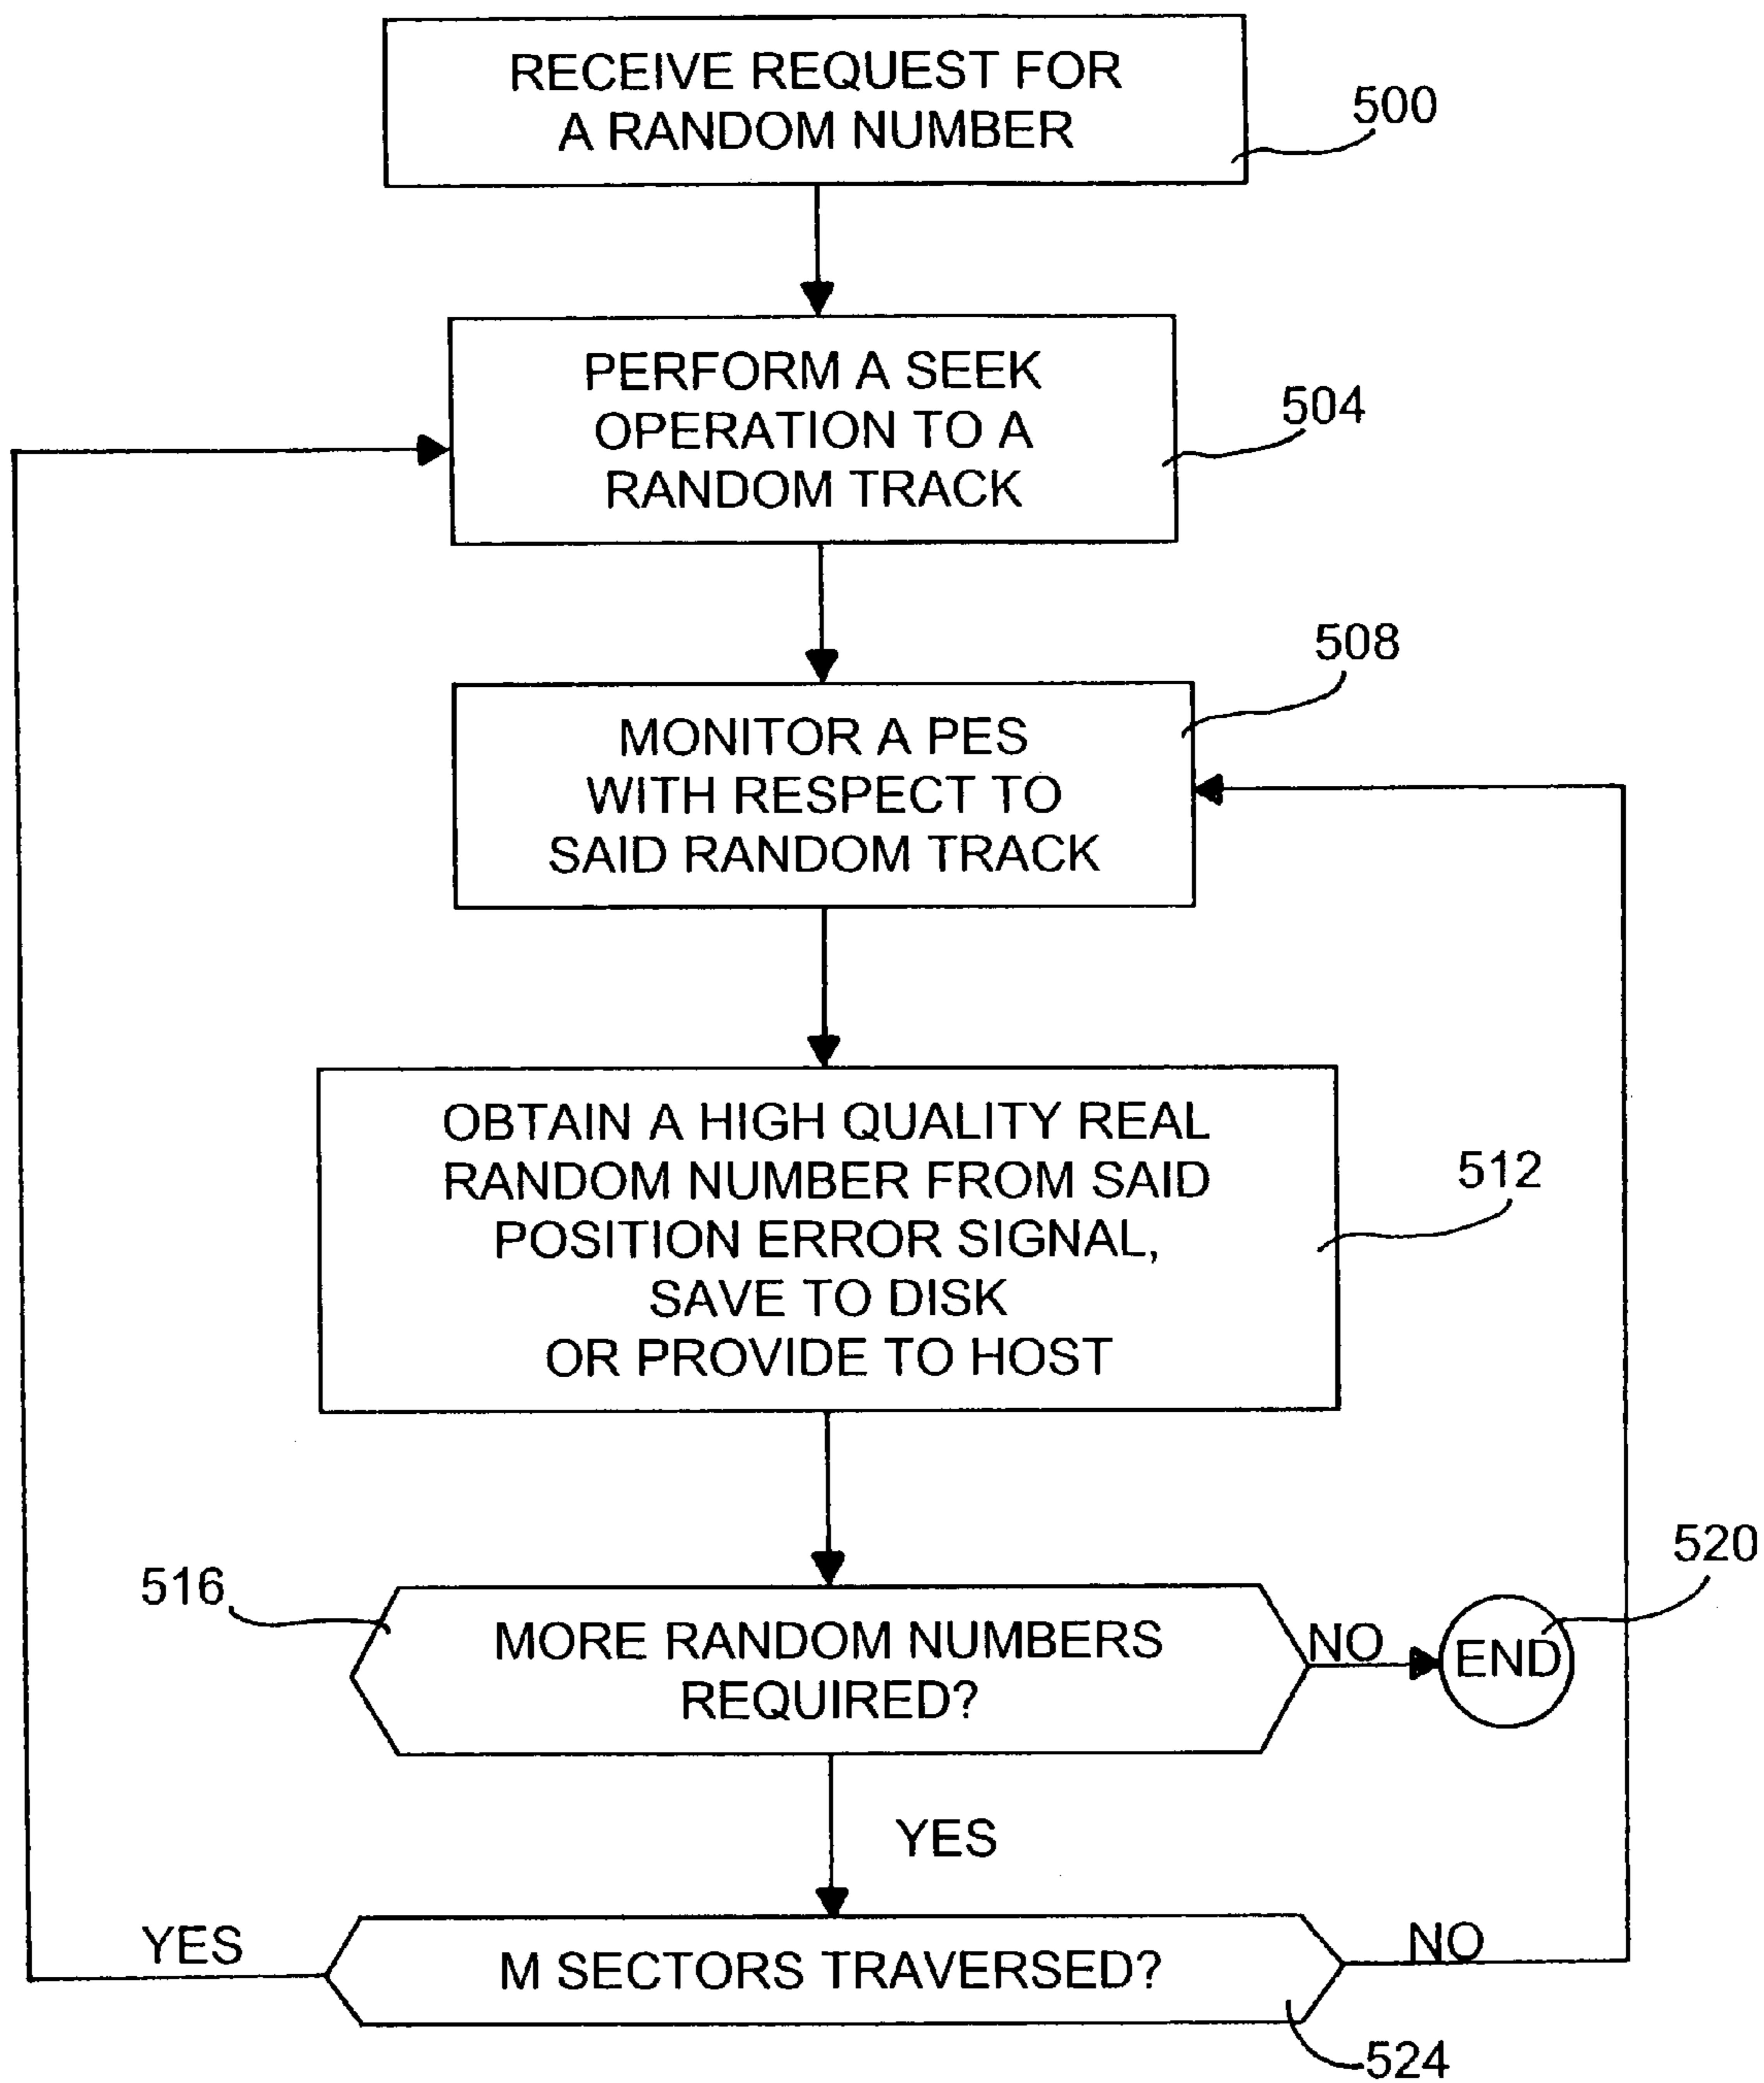 RECEIVE REQUEST FOR
A RANDOM NUMBER
500
PERFORM A SEEK
OPERATION TO A
RANDOM TRACK
504
508
MONITOR A PES
WITH RESPECT TO
SAID RANDOM TRACK
OBTAIN A HIGH QUALITY REAL
RANDOM NUMBER FROM SAID
POSITION ERROR SIGNAL,
SAVE TO DISK
OR PROVIDE TO HOST
512
516
MORE RANDOM NUMBERS
REQUIRED?
NO
END
520
YES
YES
M SECTORS TRAVERSED?
NO
524